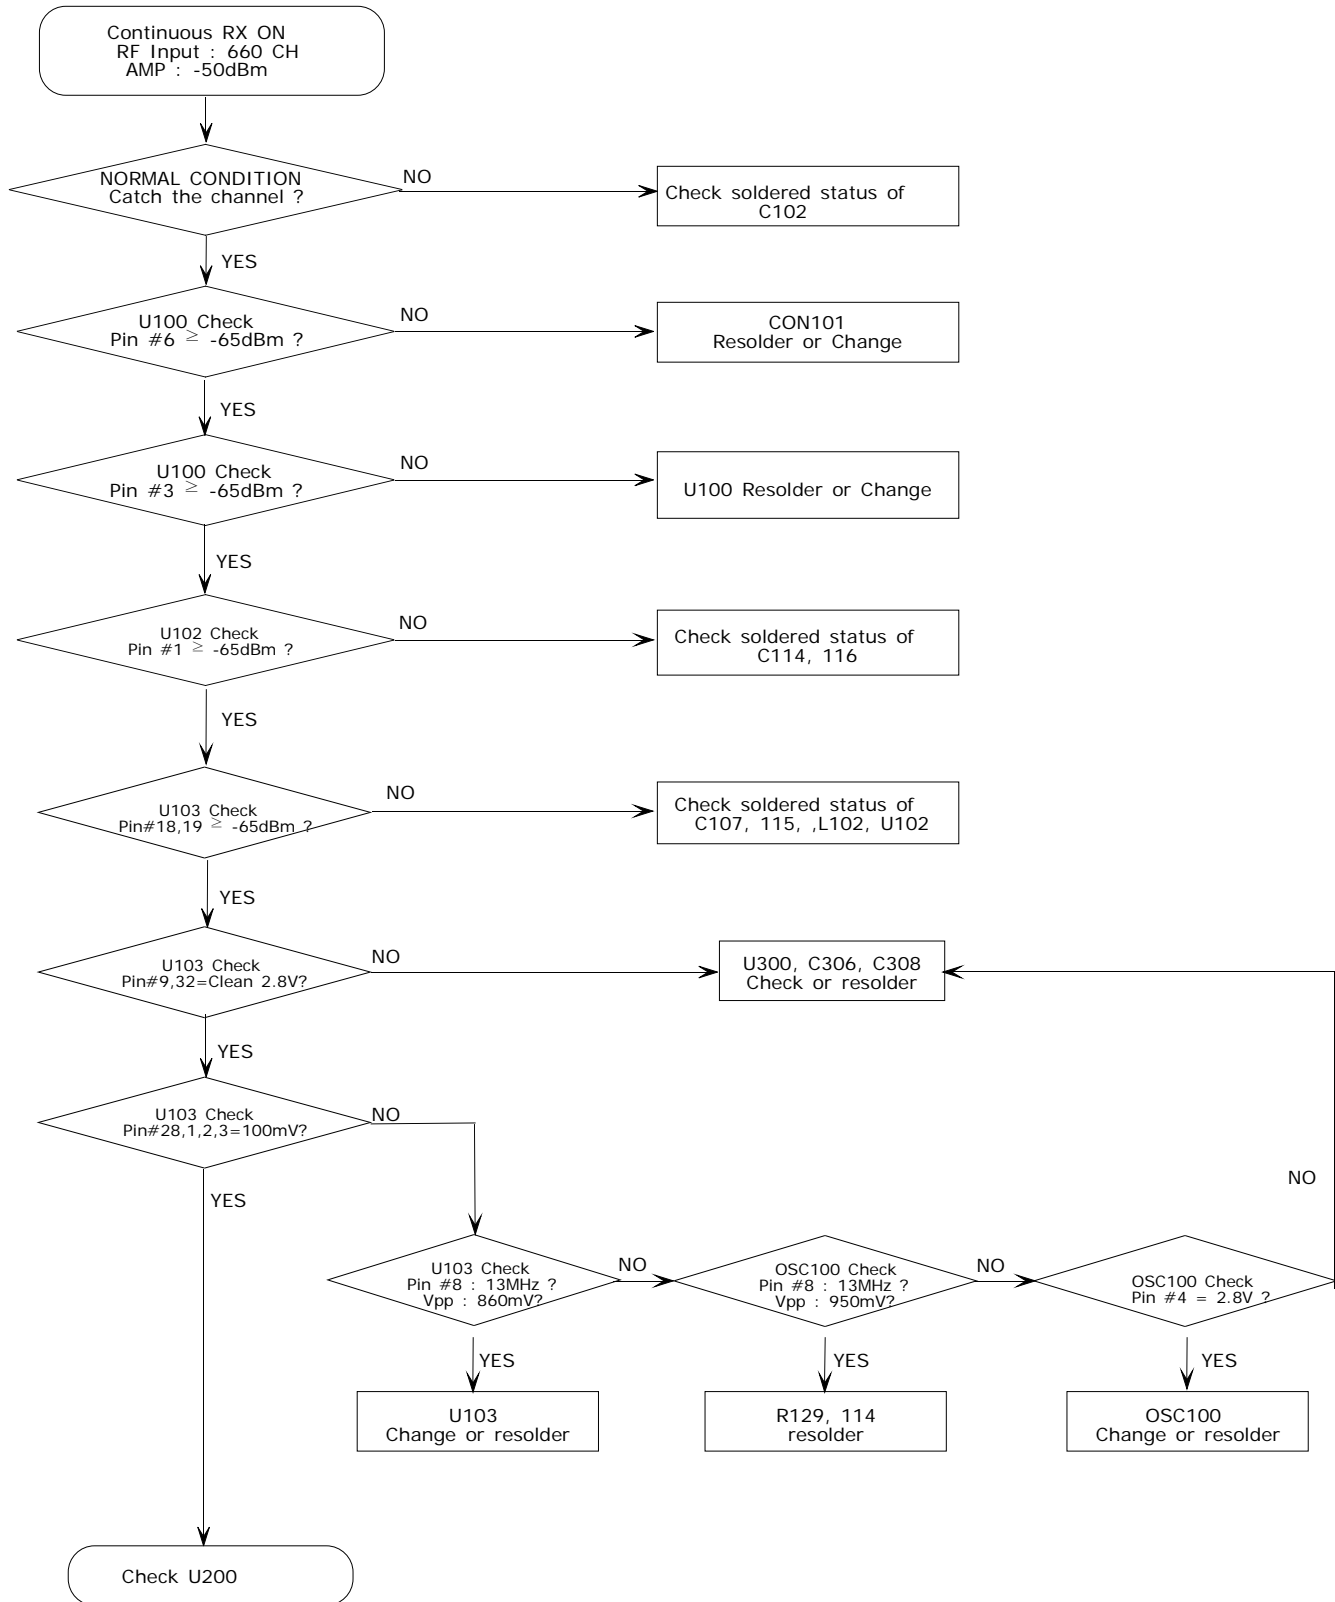 Continuous RX ON
RF Input : 660 CH
AMP : -50dBm
NORMAL CONDITION
Catch the channel ?
NO
Check soldered status of
C102
YES
U100 Check
Pin #6 ≥ -65dBm ?
NO
CON101
Resolder or Change
YES
U100 Check
Pin #3 ≥ -65dBm ?
NO
U100 Resolder or Change
YES
U102 Check
Pin #1 ≥ -65dBm ?
NO
Check soldered status of
C114, 116
YES
U103 Check
Pin#18,19 ≥ -65dBm ?
NO
Check soldered status of
C107, 115, ,L102, U102
YES
U103 Check
Pin#9,32=Clean 2.8V?
NO
U300, C306, C308
Check or resolder
YES
U103 Check
Pin#28,1,2,3=100mV?
NO
YES
NO
U103 Check
Pin #8 : 13MHz ?
Vpp : 860mV?
NO
OSC100 Check
Pin #8 : 13MHz ?
Vpp : 950mV?
NO
OSC100 Check
Pin #4 = 2.8V ?
YES
YES
YES
U103
Change or resolder
R129, 114
resolder
OSC100
Change or resolder
Check U200